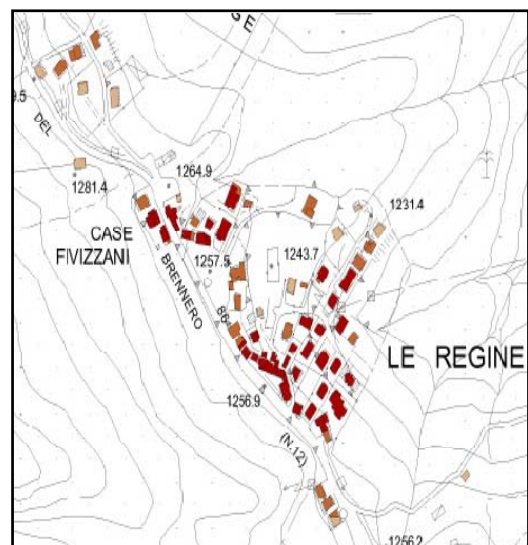 G E
9.5
DEL
1264.9
1281.4
1231.4
CASE
FIVIZZANI
1257.5
1243.7
BRENNERO
86
LE REGINE
1256.9
(N.12)
1256.2